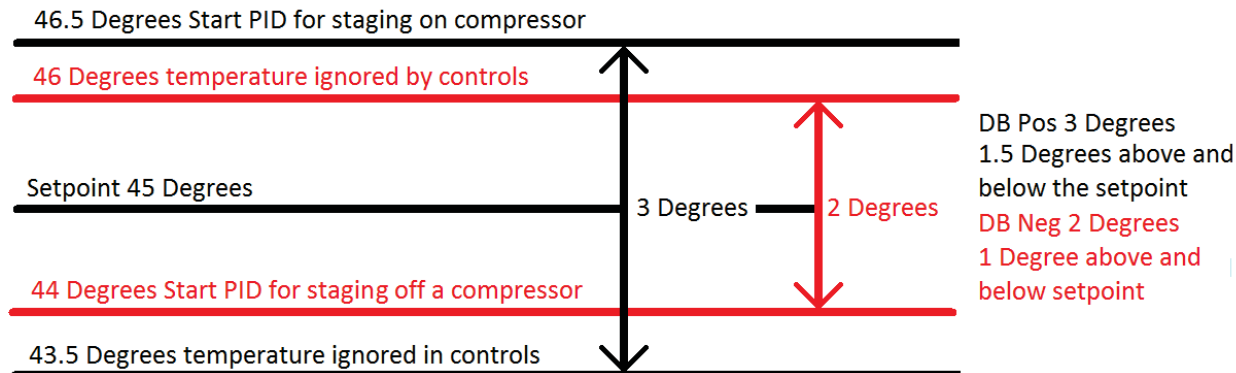 46.5 Degrees Start PID for staging on compressor
46 Degrees temperature ignored by controls
Setpoint 45 Degrees
3 Degrees
2 Degrees
44 Degrees Start PID for staging off a compressor
43.5 Degrees temperature ignored in controls
DB Pos 3 Degrees
1.5 Degrees above and
below the setpoint
DB Neg 2 Degrees
1 Degree above and
below setpoint